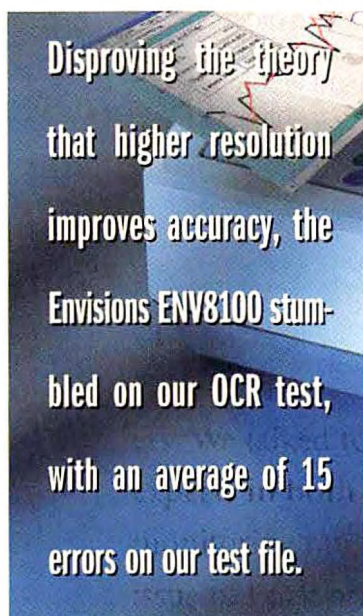 Disproving the theory
that higher resolution
improves accuracy, the
Envisions ENV8100 stum-
bled on our OCR test,
with an average of 15
errors on our test file.